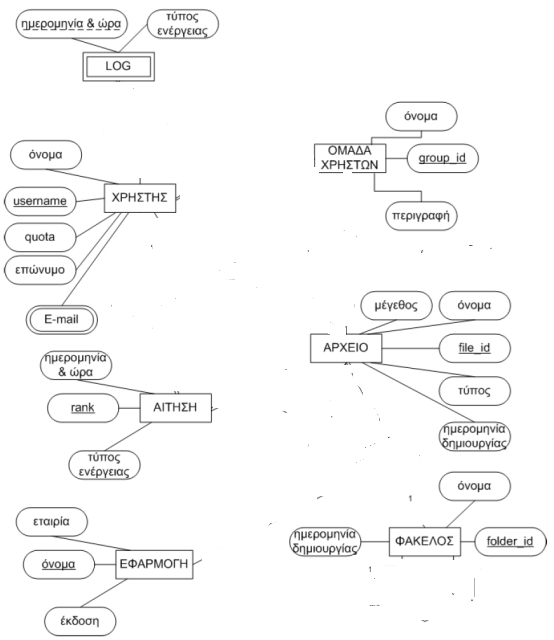 ημερομηνία & ώρα
τύπος
ενέργειας
LOG
όνομα
ΟΜΑΔΑ
ΧΡΗΣΤΩΝ
group_id
περιγραφή
όνομα
ΧΡΗΣΤΗΣ
username
quota
επώνυμο
E-mail
μέγεθος
όνομα
ΑΡΧΕΙΟ
file_id
τύπος
ημερομηνία
δημιουργίας
ημερομηνία
& ώρα
rank
ΑΙΤΗΣΗ
τύπος
ενέργειας
όνομα
ημερομηνία
δημιουργίας
ΦΑΚΕΛΟΣ
folder_id
εταιρία
όνομα
ΕΦΑΡΜΟΓΗ
έκδοση